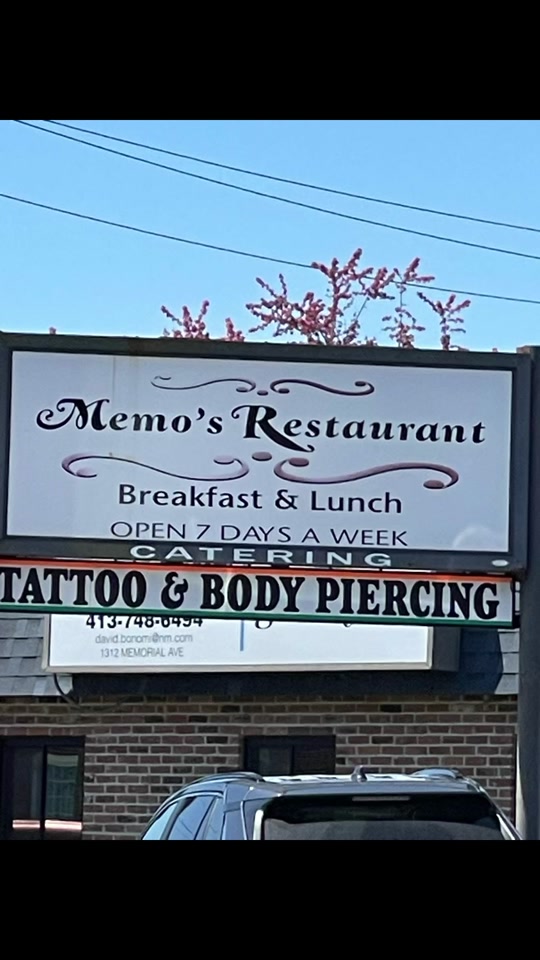 Memo's Restaurant
Breakfast & Lunch
OPEN 7 DAYS A WEEK
CATERING
TATTOO & BODY PIERCING
413-748-6494
david.bonomi@nm.com
1312 MEMORIAL AVE